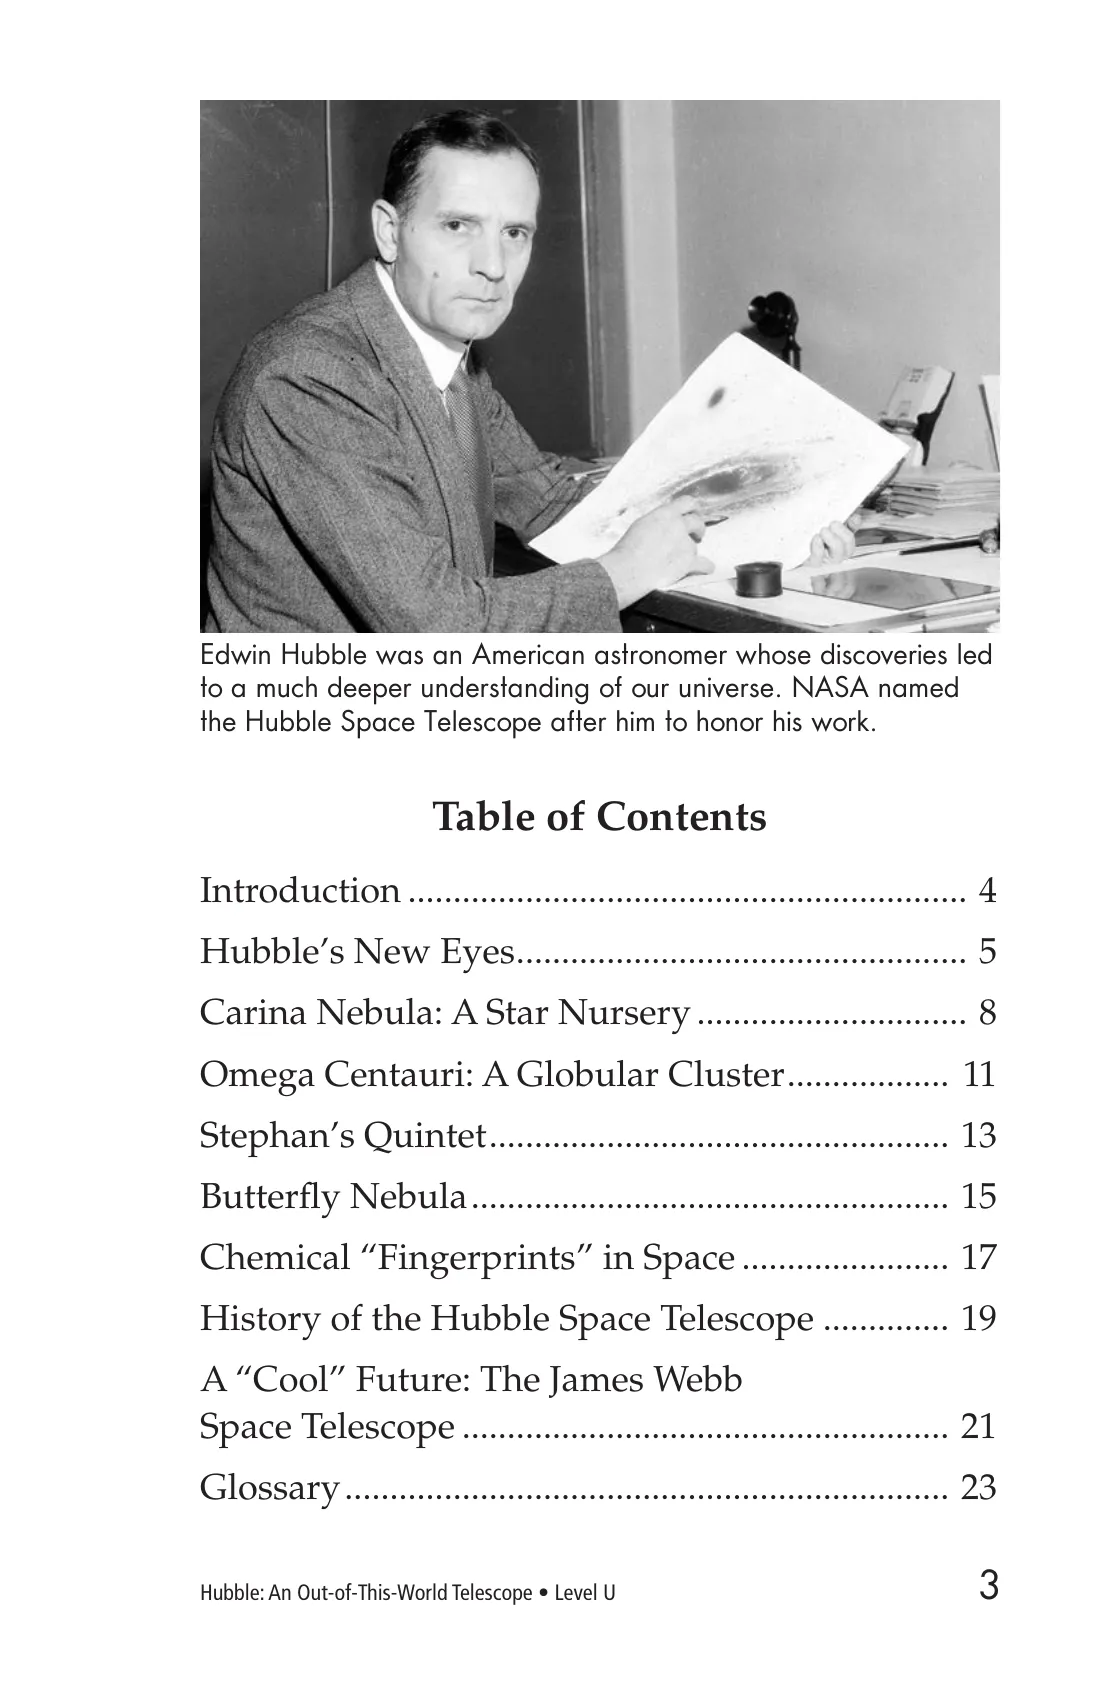 Edwin Hubble was an American astronomer whose discoveries led
to a much deeper understanding of our universe. NASA named
the Hubble Space Telescope after him to honor his work.
Table of Contents
Introduction .............................................................. 4
Hubble’s New Eyes.................................................. 5
Carina Nebula: A Star Nursery .............................. 8
Omega Centauri: A Globular Cluster.................. 11
Stephan’s Quintet................................................... 13
Butterfly Nebula..................................................... 15
Chemical “Fingerprints” in Space ....................... 17
History of the Hubble Space Telescope .............. 19
A “Cool” Future: The James Webb
Space Telescope ...................................................... 21
Glossary................................................................... 23
Hubble: An Out-of-This-World Telescope • Level U 3